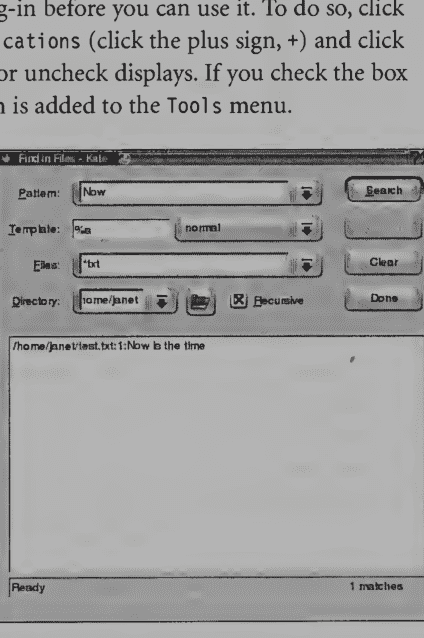 g-in before you can use it. To do so, click
cations (click the plus sign, +) and click
or uncheck displays. If you check the box
n is added to the Tools menu.
Find in Files - Kate
Pattern: Now Search
Template: %s normal
Files: *txt Clear
Directory: home/janet Recursive Done
/home/janet/test.txt:1:Now is the time
Ready 1 matches